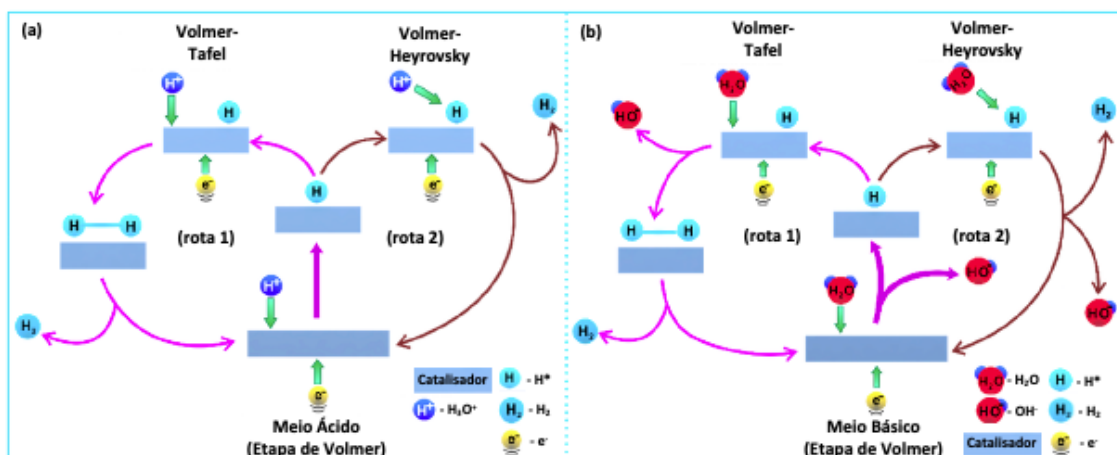 (a)
Volmer-
Tafel
Volmer-
Heyrovsky
H⁺
H
H⁺
H
H₂
e⁻
e⁻
H
H
H
(rota 1)
(rota 2)
H⁺
H₂
e⁻
Catalisador
H - H*
H⁺ - H₃O⁺
H₂ - H₂
e⁻ - e⁻
Meio Ácido
(Etapa de Volmer)
(b)
Volmer-
Tafel
Volmer-
Heyrovsky
H₂O
H₂O
HO⁻
H
H
H₂
e⁻
e⁻
H
H
H
(rota 1)
(rota 2)
H₂O
HO⁻
HO⁻
H₂
e⁻
H₂O - H₂O
H - H*
HO⁻ - OH⁻
H₂ - H₂
Catalisador
e⁻ - e⁻
Meio Básico
(Etapa de Volmer)